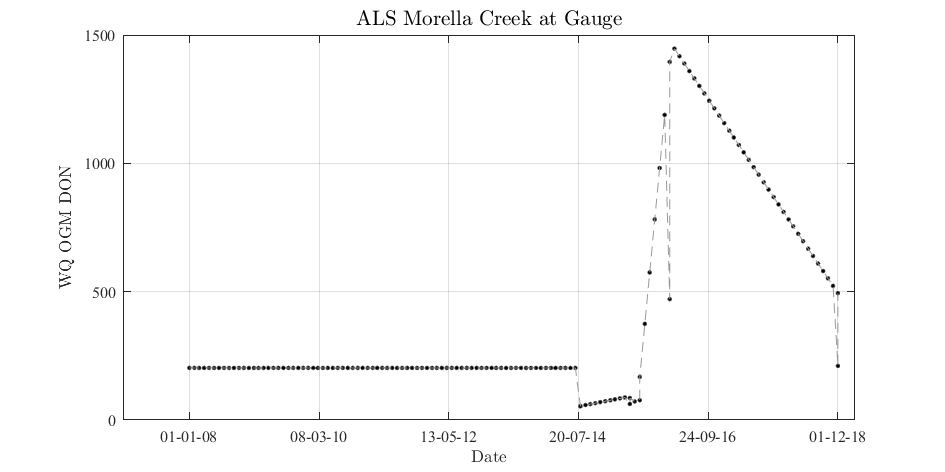 ALS Morella Creek at Gauge
WQ OGM DON
1500
1000
500
0
01-01-08 08-03-10 13-05-12 20-07-14 24-09-16 01-12-18
Date